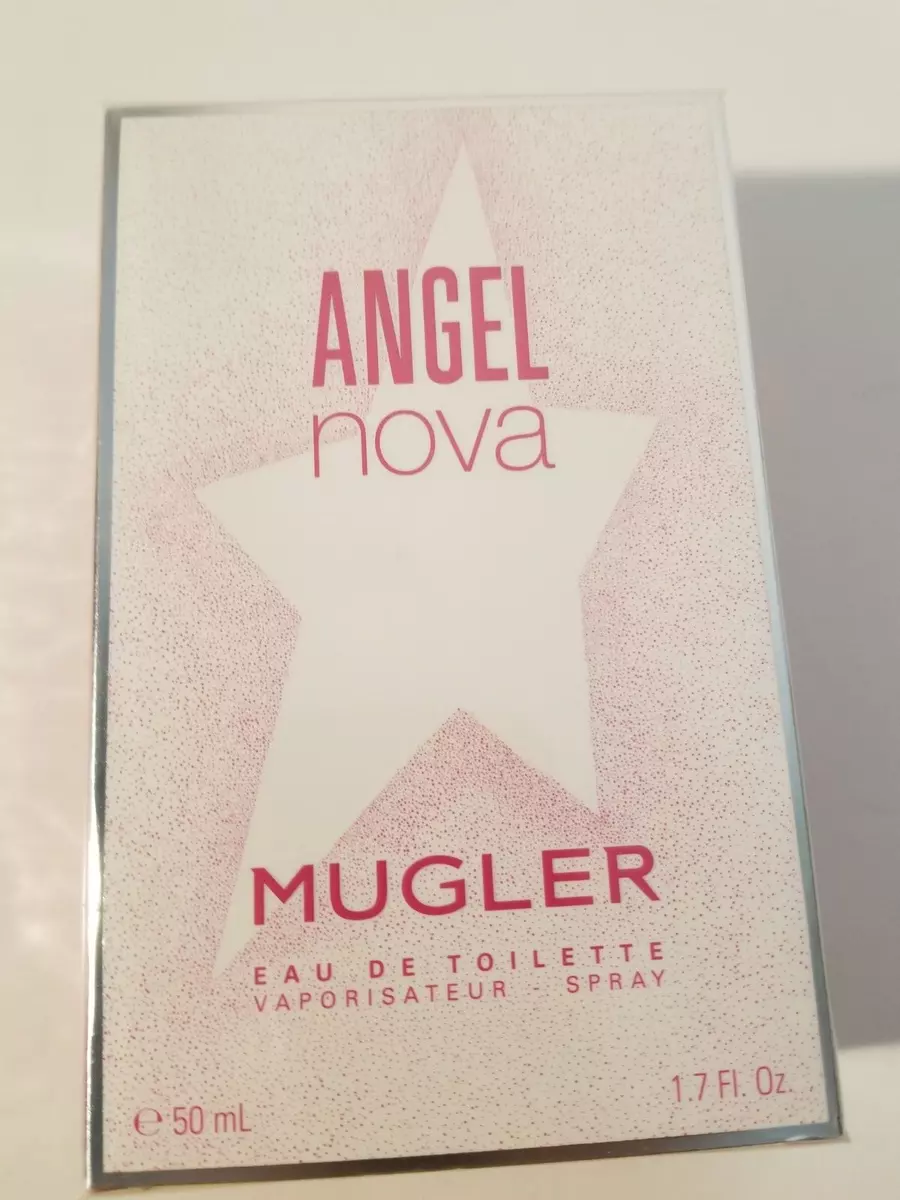 ANGEL
nova
MUGLER
EAU DE TOILETTE
VAPORISATEUR - SPRAY
℮ 50 mL
1.7 Fl. Oz.